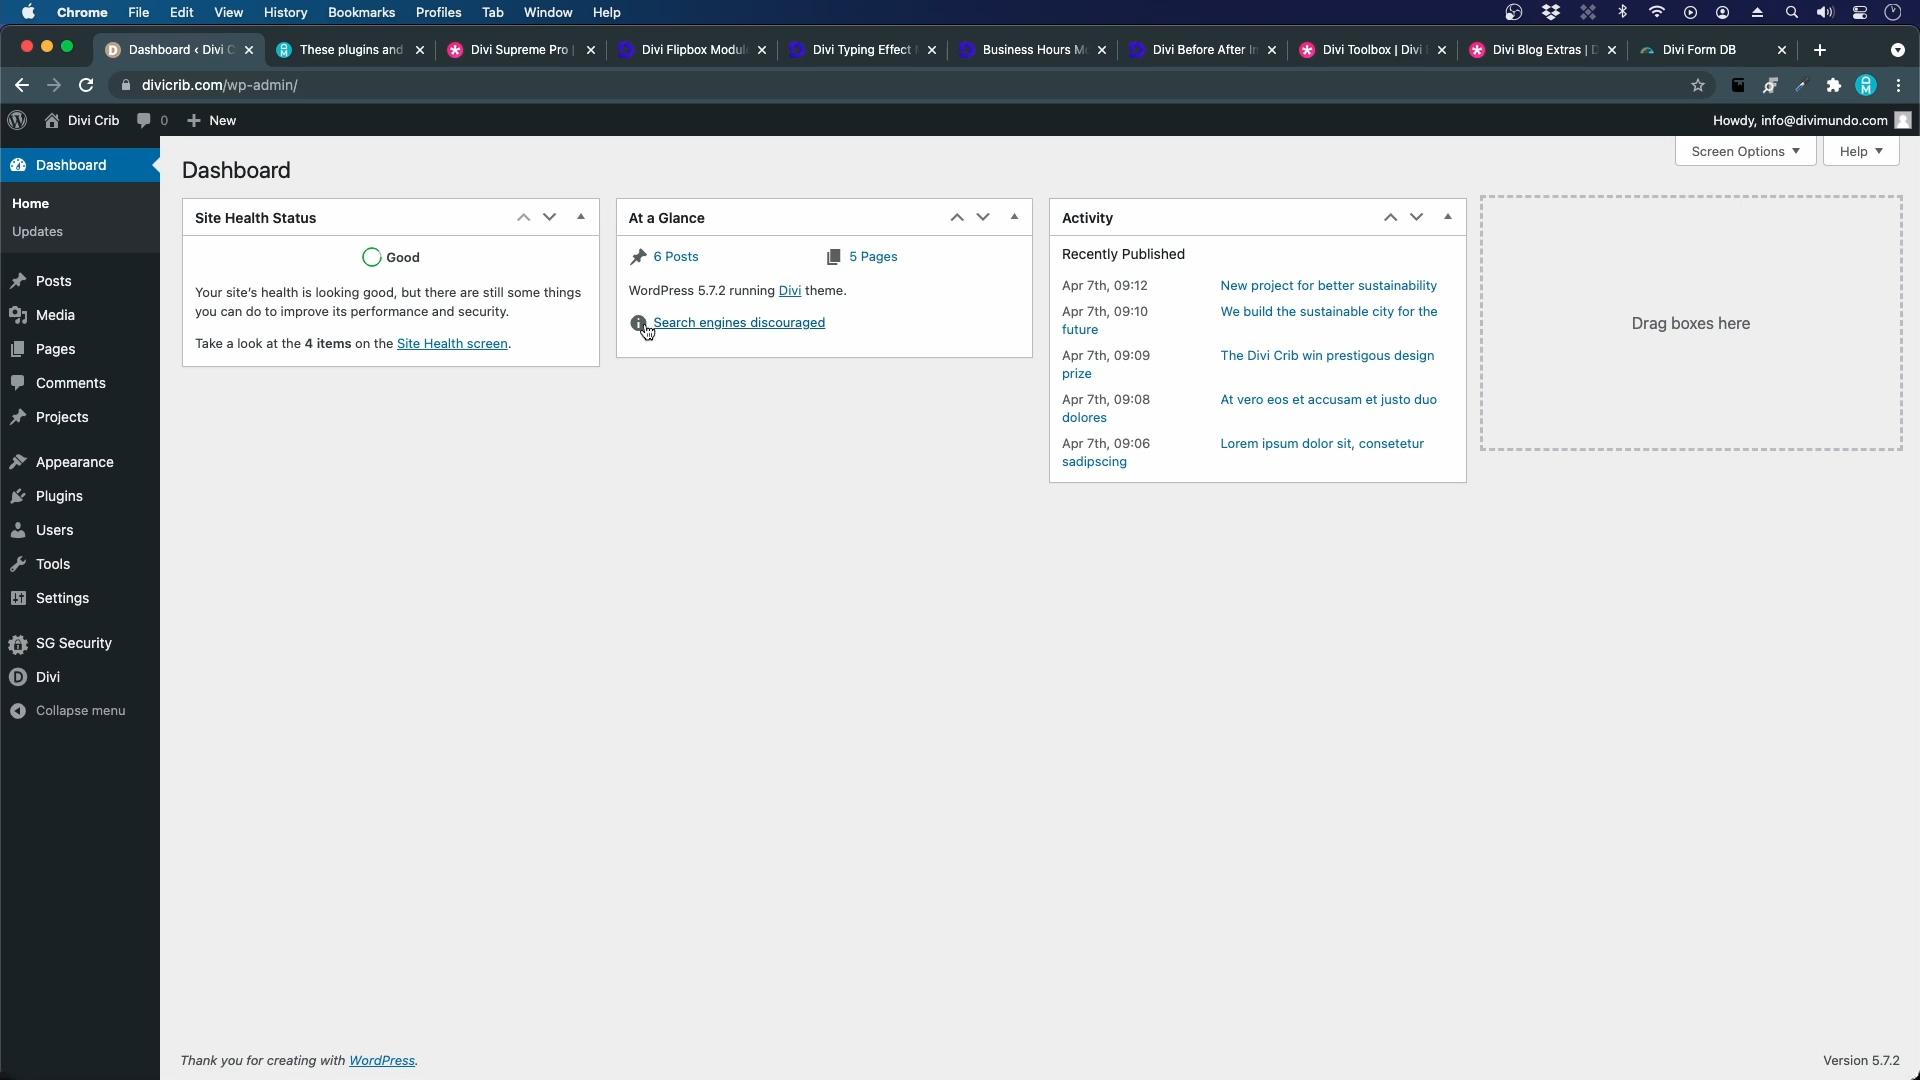 Chrome File Edit View History Bookmarks Profiles Tab Window Help
Dashboard ‹ Divi C
These plugins and
Divi Supreme Pro |
Divi Flipbox Modul
Divi Typing Effect
Business Hours M
Divi Before After I
Divi Toolbox | Divi
Divi Blog Extras | D
Divi Form DB
divicrib.com/wp-admin/
Divi Crib 0 New
Howdy, info@divimundo.com
Dashboard
Home
Updates
Posts
Media
Pages
Comments
Projects
Appearance
Plugins
Users
Tools
Settings
SG Security
Divi
Collapse menu
Screen Options
Help
Dashboard
Site Health Status
Good
Your site's health is looking good, but there are still some things
you can do to improve its performance and security.
Take a look at the 4 items on the Site Health screen.
At a Glance
6 Posts
5 Pages
WordPress 5.7.2 running Divi theme.
Search engines discouraged
Activity
Recently Published
Apr 7th, 09:12 New project for better sustainability
Apr 7th, 09:10 We build the sustainable city for the
future
Apr 7th, 09:09 The Divi Crib win prestigous design
prize
Apr 7th, 09:08 At vero eos et accusam et justo duo
dolores
Apr 7th, 09:06 Lorem ipsum dolor sit, consetetur
sadipscing
Drag boxes here
Thank you for creating with WordPress.
Version 5.7.2